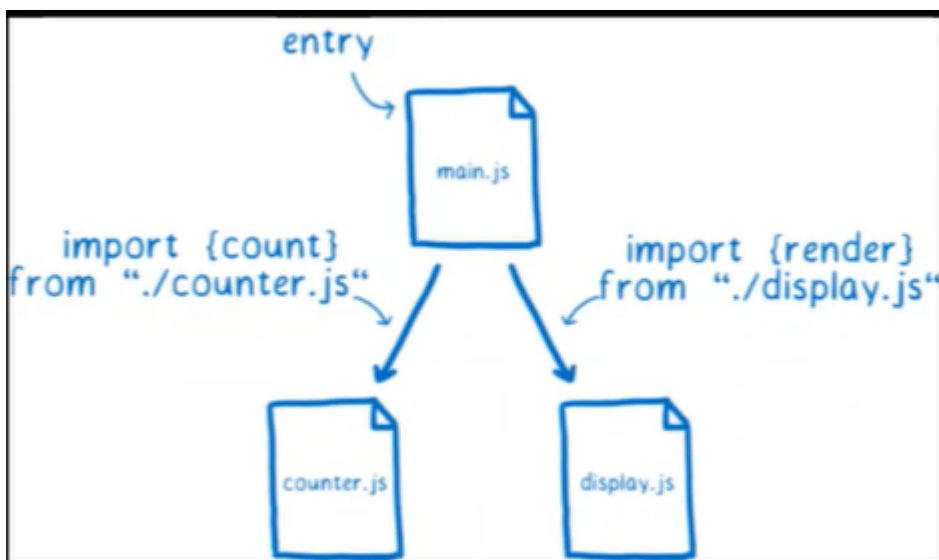 entry
main.js
import {count}
from “./counter.js“
import {render}
from “./display.js“
counter.js
display.js